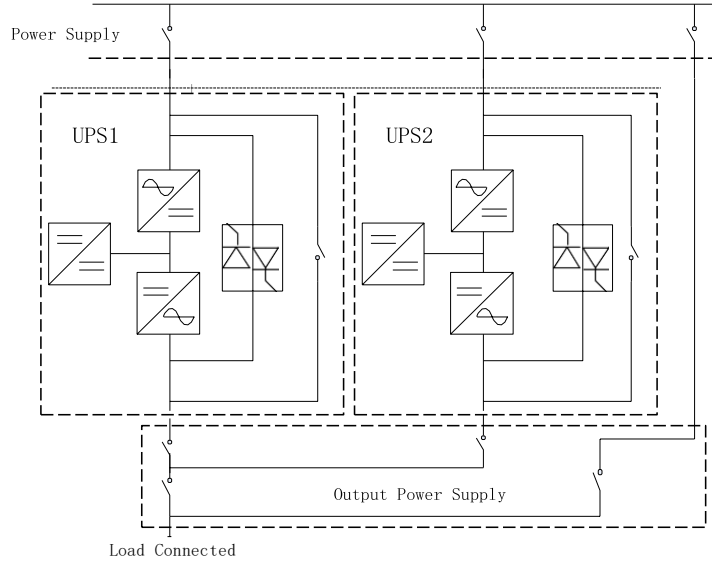 Power Supply
UPS1
UPS2
Output Power Supply
Load Connected